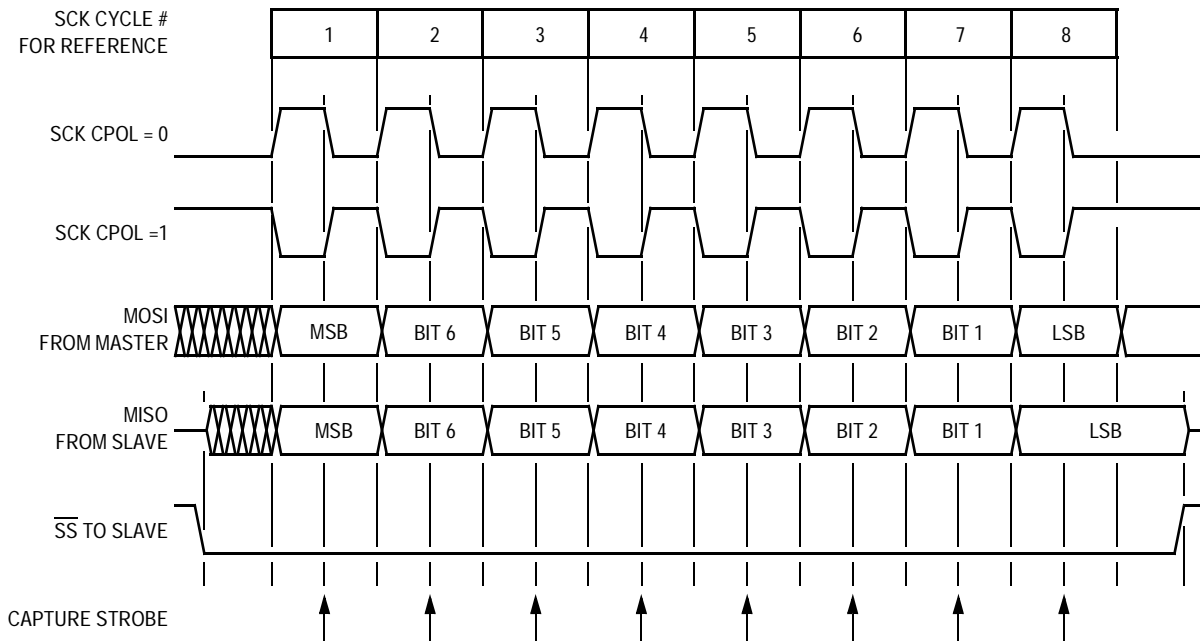 SCK CYCLE #
FOR REFERENCE
1 2 3 4 5 6 7 8
SCK CPOL = 0
SCK CPOL =1
MOSI
FROM MASTER
MSB BIT 6 BIT 5 BIT 4 BIT 3 BIT 2 BIT 1 LSB
MISO
FROM SLAVE
MSB BIT 6 BIT 5 BIT 4 BIT 3 BIT 2 BIT 1 LSB
S̅S̅ TO SLAVE
CAPTURE STROBE